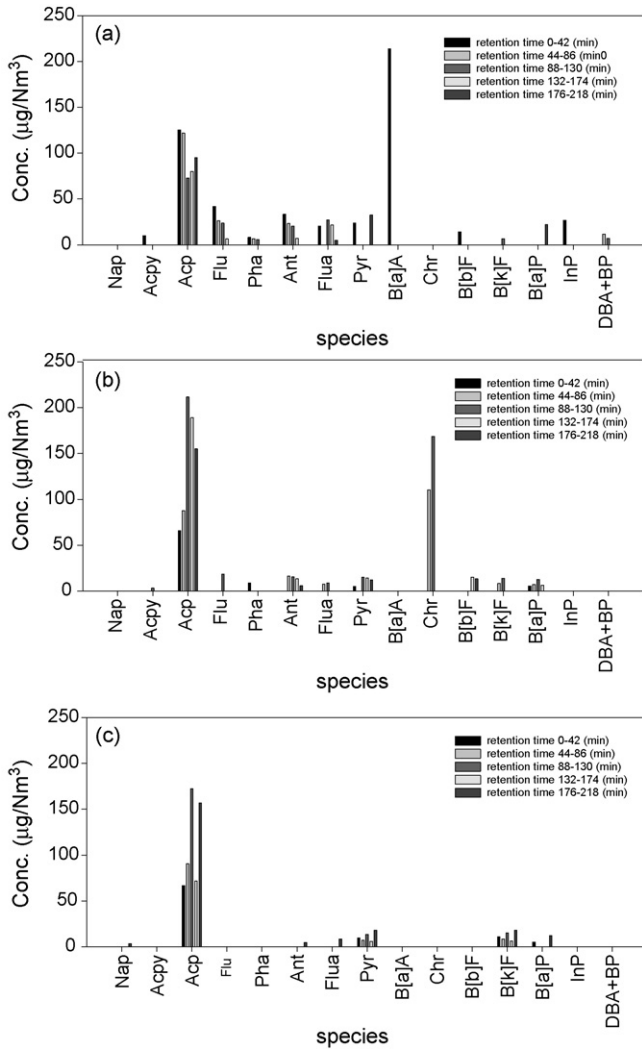 (a)
Conc. (μg/Nm³)
250
200
150
100
50
0
retention time 0-42 (min)
retention time 44-86 (min0
retention time 88-130 (min)
retention time 132-174 (min)
retention time 176-218 (min)
Nap
Acpy
Acp
Flu
Pha
Ant
Flua
Pyr
B[a]A
Chr
B[b]F
B[k]F
B[a]P
InP
DBA+BP
species
(b)
Conc. (μg/Nm³)
250
200
150
100
50
0
retention time 0-42 (min)
retention time 44-86 (min)
retention time 88-130 (min)
retention time 132-174 (min)
retention time 176-218 (min)
Nap
Acpy
Acp
Flu
Pha
Ant
Flua
Pyr
B[a]A
Chr
B[b]F
B[k]F
B[a]P
InP
DBA+BP
species
(c)
Conc. (μg/Nm³)
250
200
150
100
50
0
retention time 0-42 (min)
retention time 44-86 (min)
retention time 88-130 (min)
retention time 132-174 (min)
retention time 176-218 (min)
Nap
Acpy
Acp
Flu
Pha
Ant
Flua
Pyr
B[a]A
Chr
B[b]F
B[k]F
B[a]P
InP
DBA+BP
species